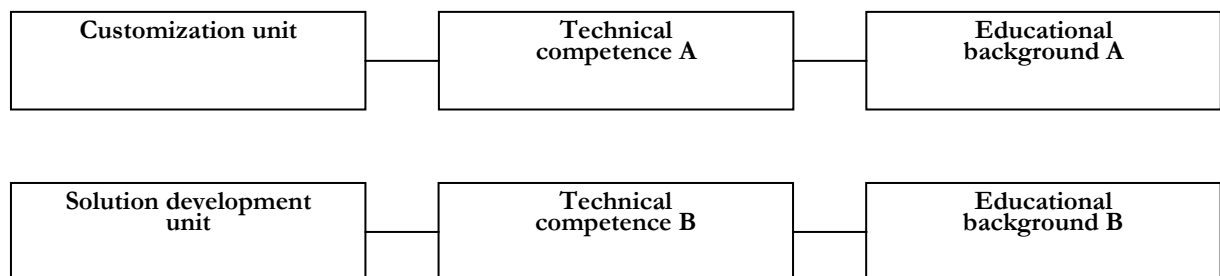 Customization unit
Technical
competence A
Educational
background A
Solution development
unit
Technical
competence B
Educational
background B